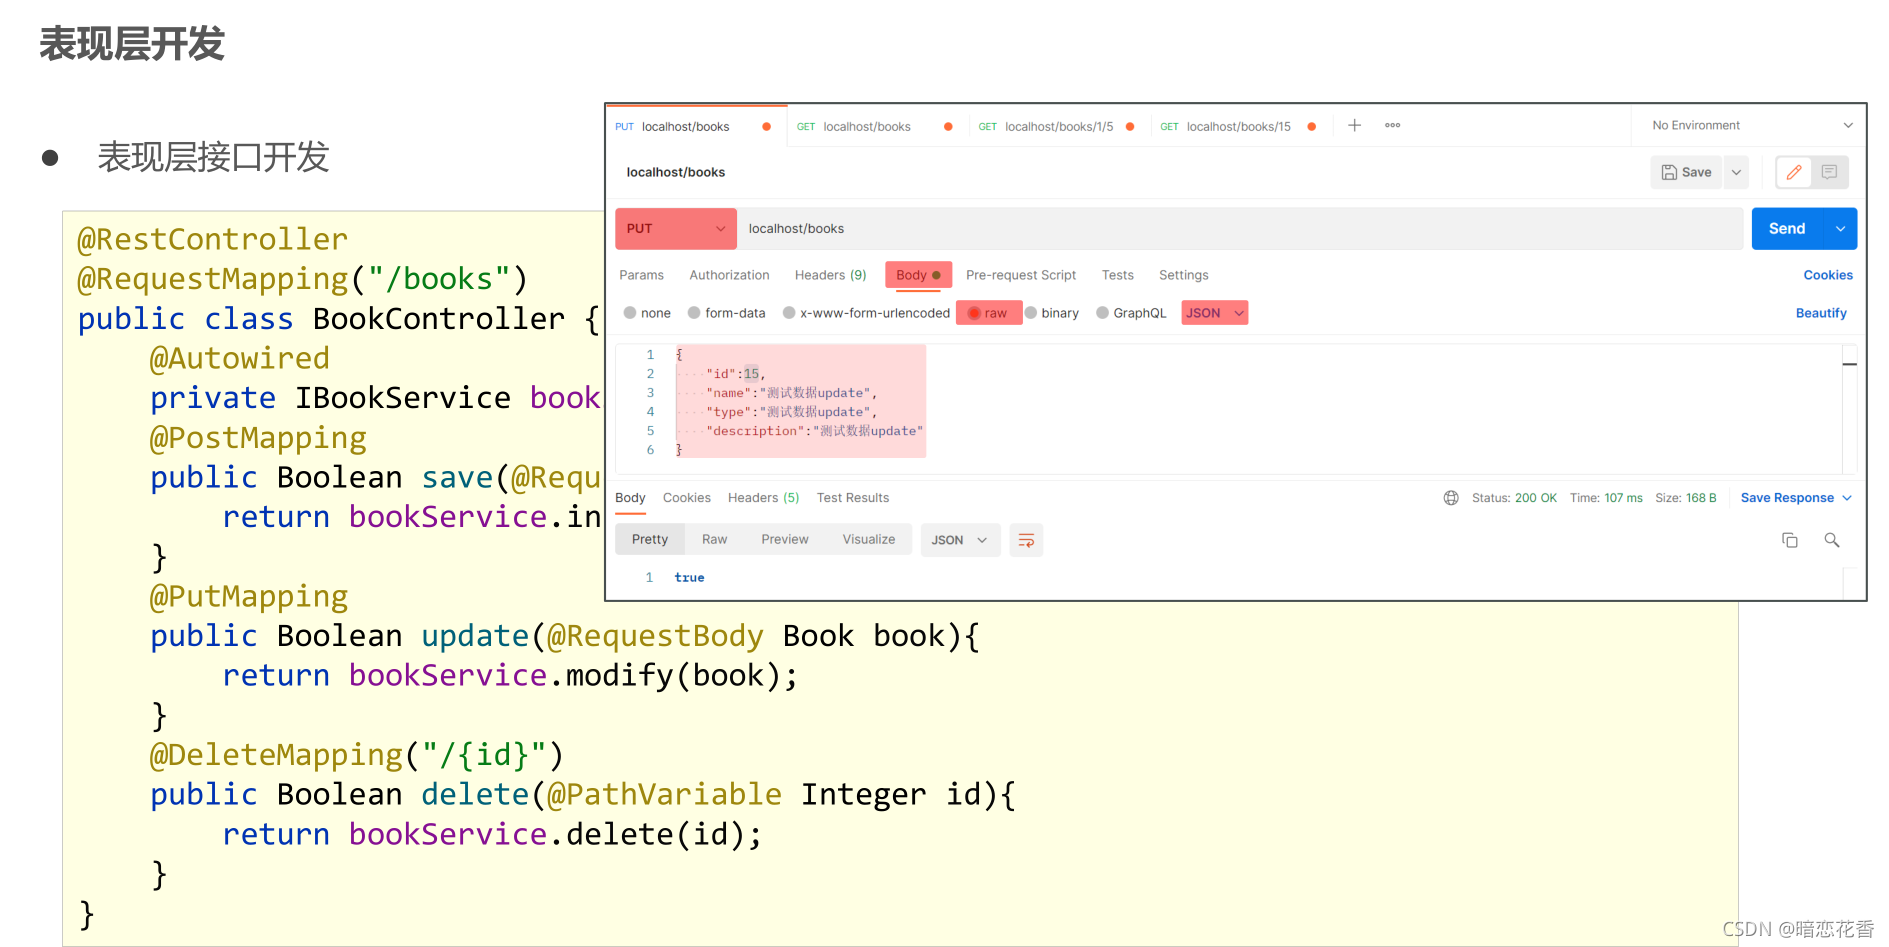 表现层开发
● 表现层接口开发
@RestController
@RequestMapping("/books")
public class BookController {
@Autowired
private IBookService book
@PostMapping
public Boolean save(@Requ
return bookService.in
}
@PutMapping
public Boolean update(@RequestBody Book book){
return bookService.modify(book);
}
@DeleteMapping("/{id}")
public Boolean delete(@PathVariable Integer id){
return bookService.delete(id);
}
}
PUT localhost/books GET localhost/books GET localhost/books/1/5 GET localhost/books/15 + ooo No Environment
localhost/books Save
PUT localhost/books Send
Params Authorization Headers (9) Body Pre-request Script Tests Settings Cookies
none form-data x-www-form-urlencoded raw binary GraphQL JSON Beautify
1 {
2 "id":15,
3 "name":"测试数据update",
4 "type":"测试数据update",
5 "description":"测试数据update"
6 }
Body Cookies Headers (5) Test Results Status: 200 OK Time: 107 ms Size: 168 B Save Response
Pretty Raw Preview Visualize JSON
1 true
CSDN @暗恋花香